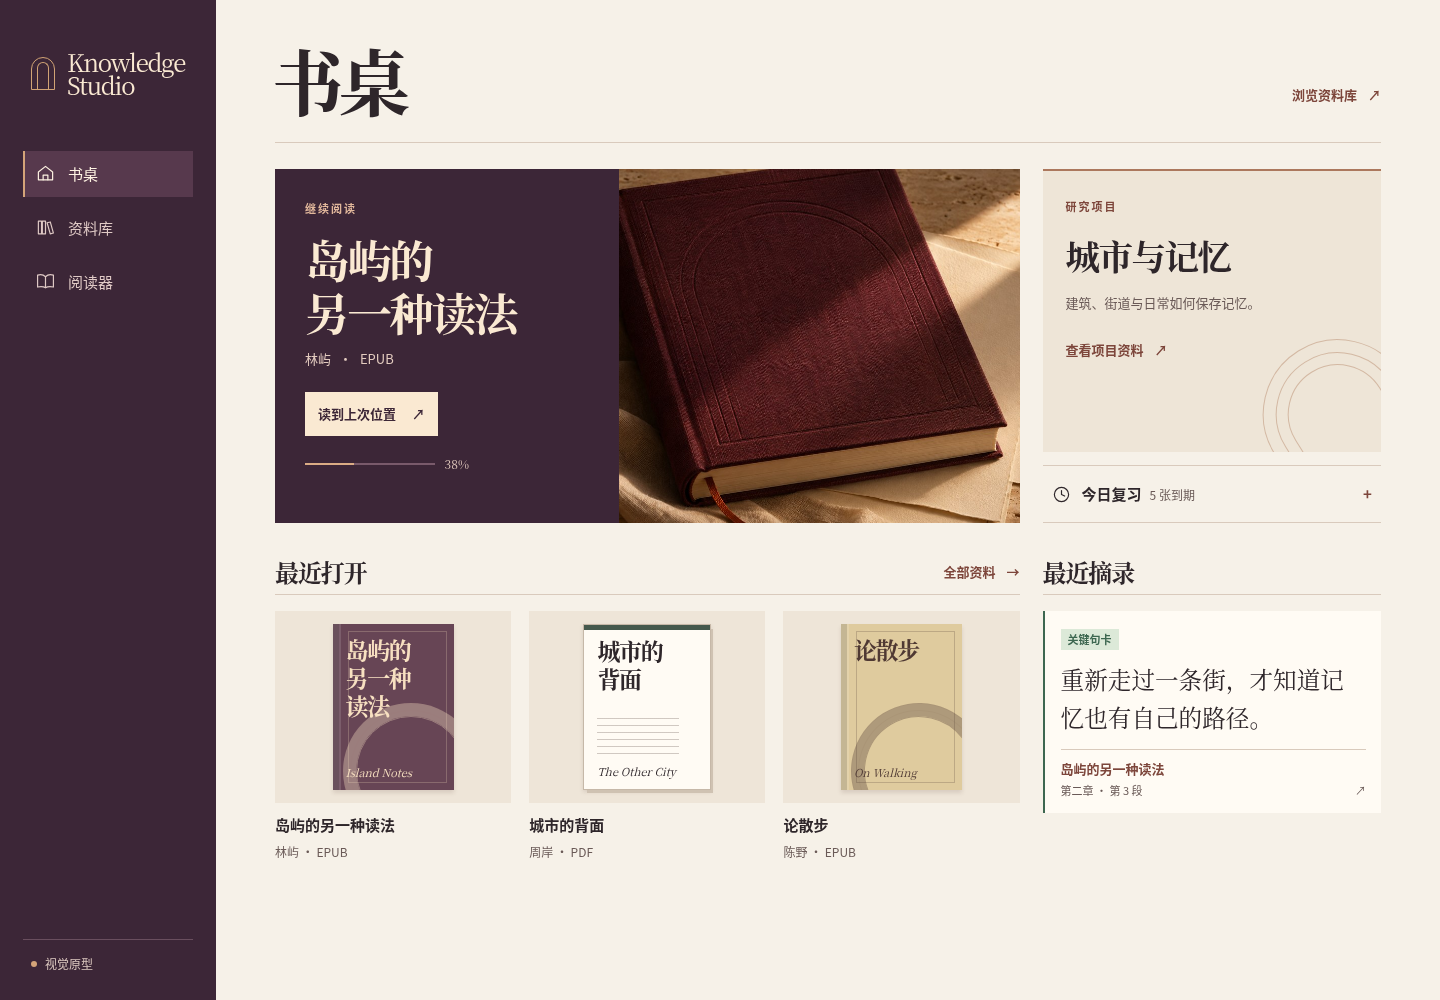 Knowledge
Studio
书桌
资料库
阅读器
视觉原型
书桌
浏览资料库 ↗
继续阅读
岛屿的
另一种读法
林屿 · EPUB
读到上次位置 ↗
38%
研究项目
城市与记忆
建筑、街道与日常如何保存记忆。
查看项目资料 ↗
今日复习 5 张到期 +
最近打开
全部资料 →
岛屿的
另一种
读法
Island Notes
岛屿的另一种读法
林屿 · EPUB
城市的
背面
The Other City
城市的背面
周岸 · PDF
论散步
On Walking
论散步
陈野 · EPUB
最近摘录
关键句卡
重新走过一条街，才知道记
忆也有自己的路径。
岛屿的另一种读法
第二章 · 第 3 段 ↗